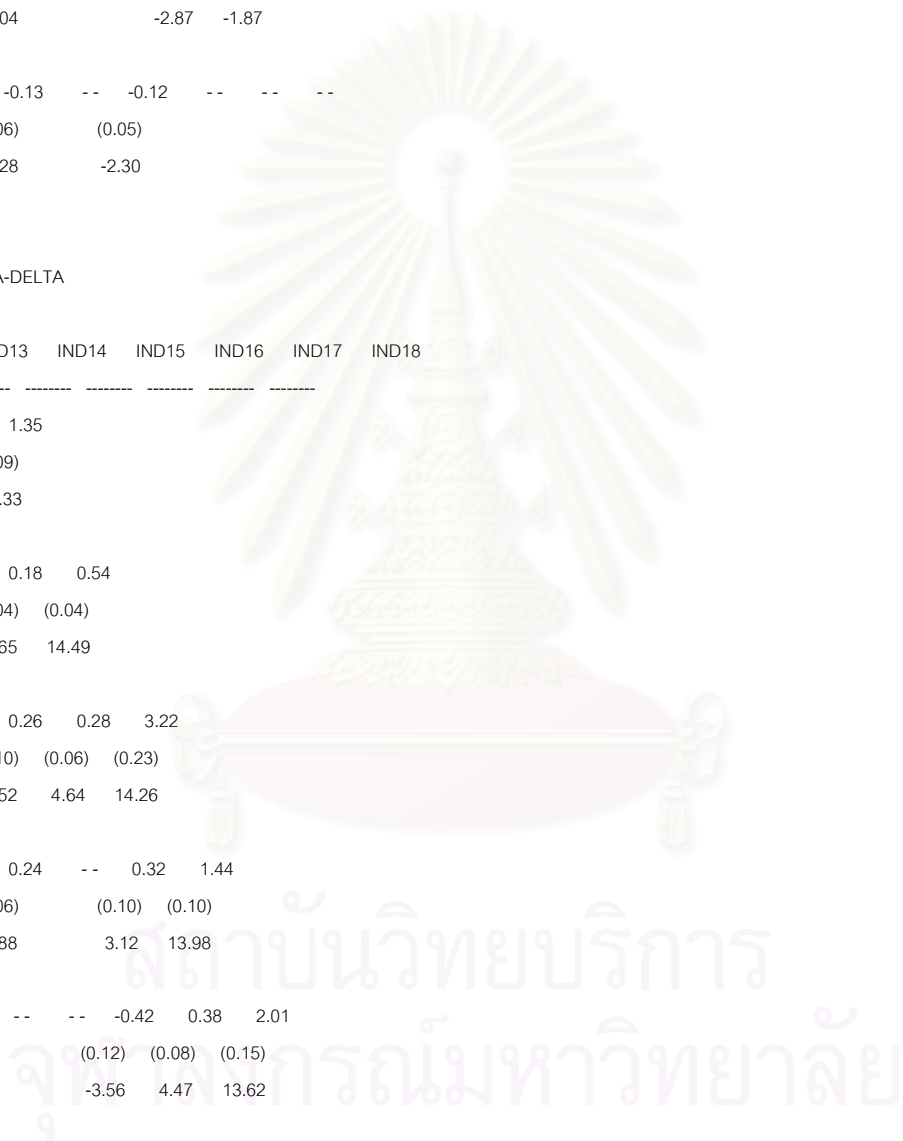 04 -2.87 -1.87
-0.13 - - -0.12 - - - - - -
06) (0.05)
28 -2.30
A-DELTA
D13 IND14 IND15 IND16 IND17 IND18
-- -------- -------- -------- -------- --------
1.35
09)
.33
0.18 0.54
04) (0.04)
65 14.49
0.26 0.28 3.22
10) (0.06) (0.23)
52 4.64 14.26
0.24 - - 0.32 1.44
06) (0.10) (0.10)
88 3.12 13.98
- - - - -0.42 0.38 2.01
(0.12) (0.08) (0.15)
-3.56 4.47 13.62
สถาบันวิทยบริการ
จุฬาลงกรณ์มหาวิทยาลัย